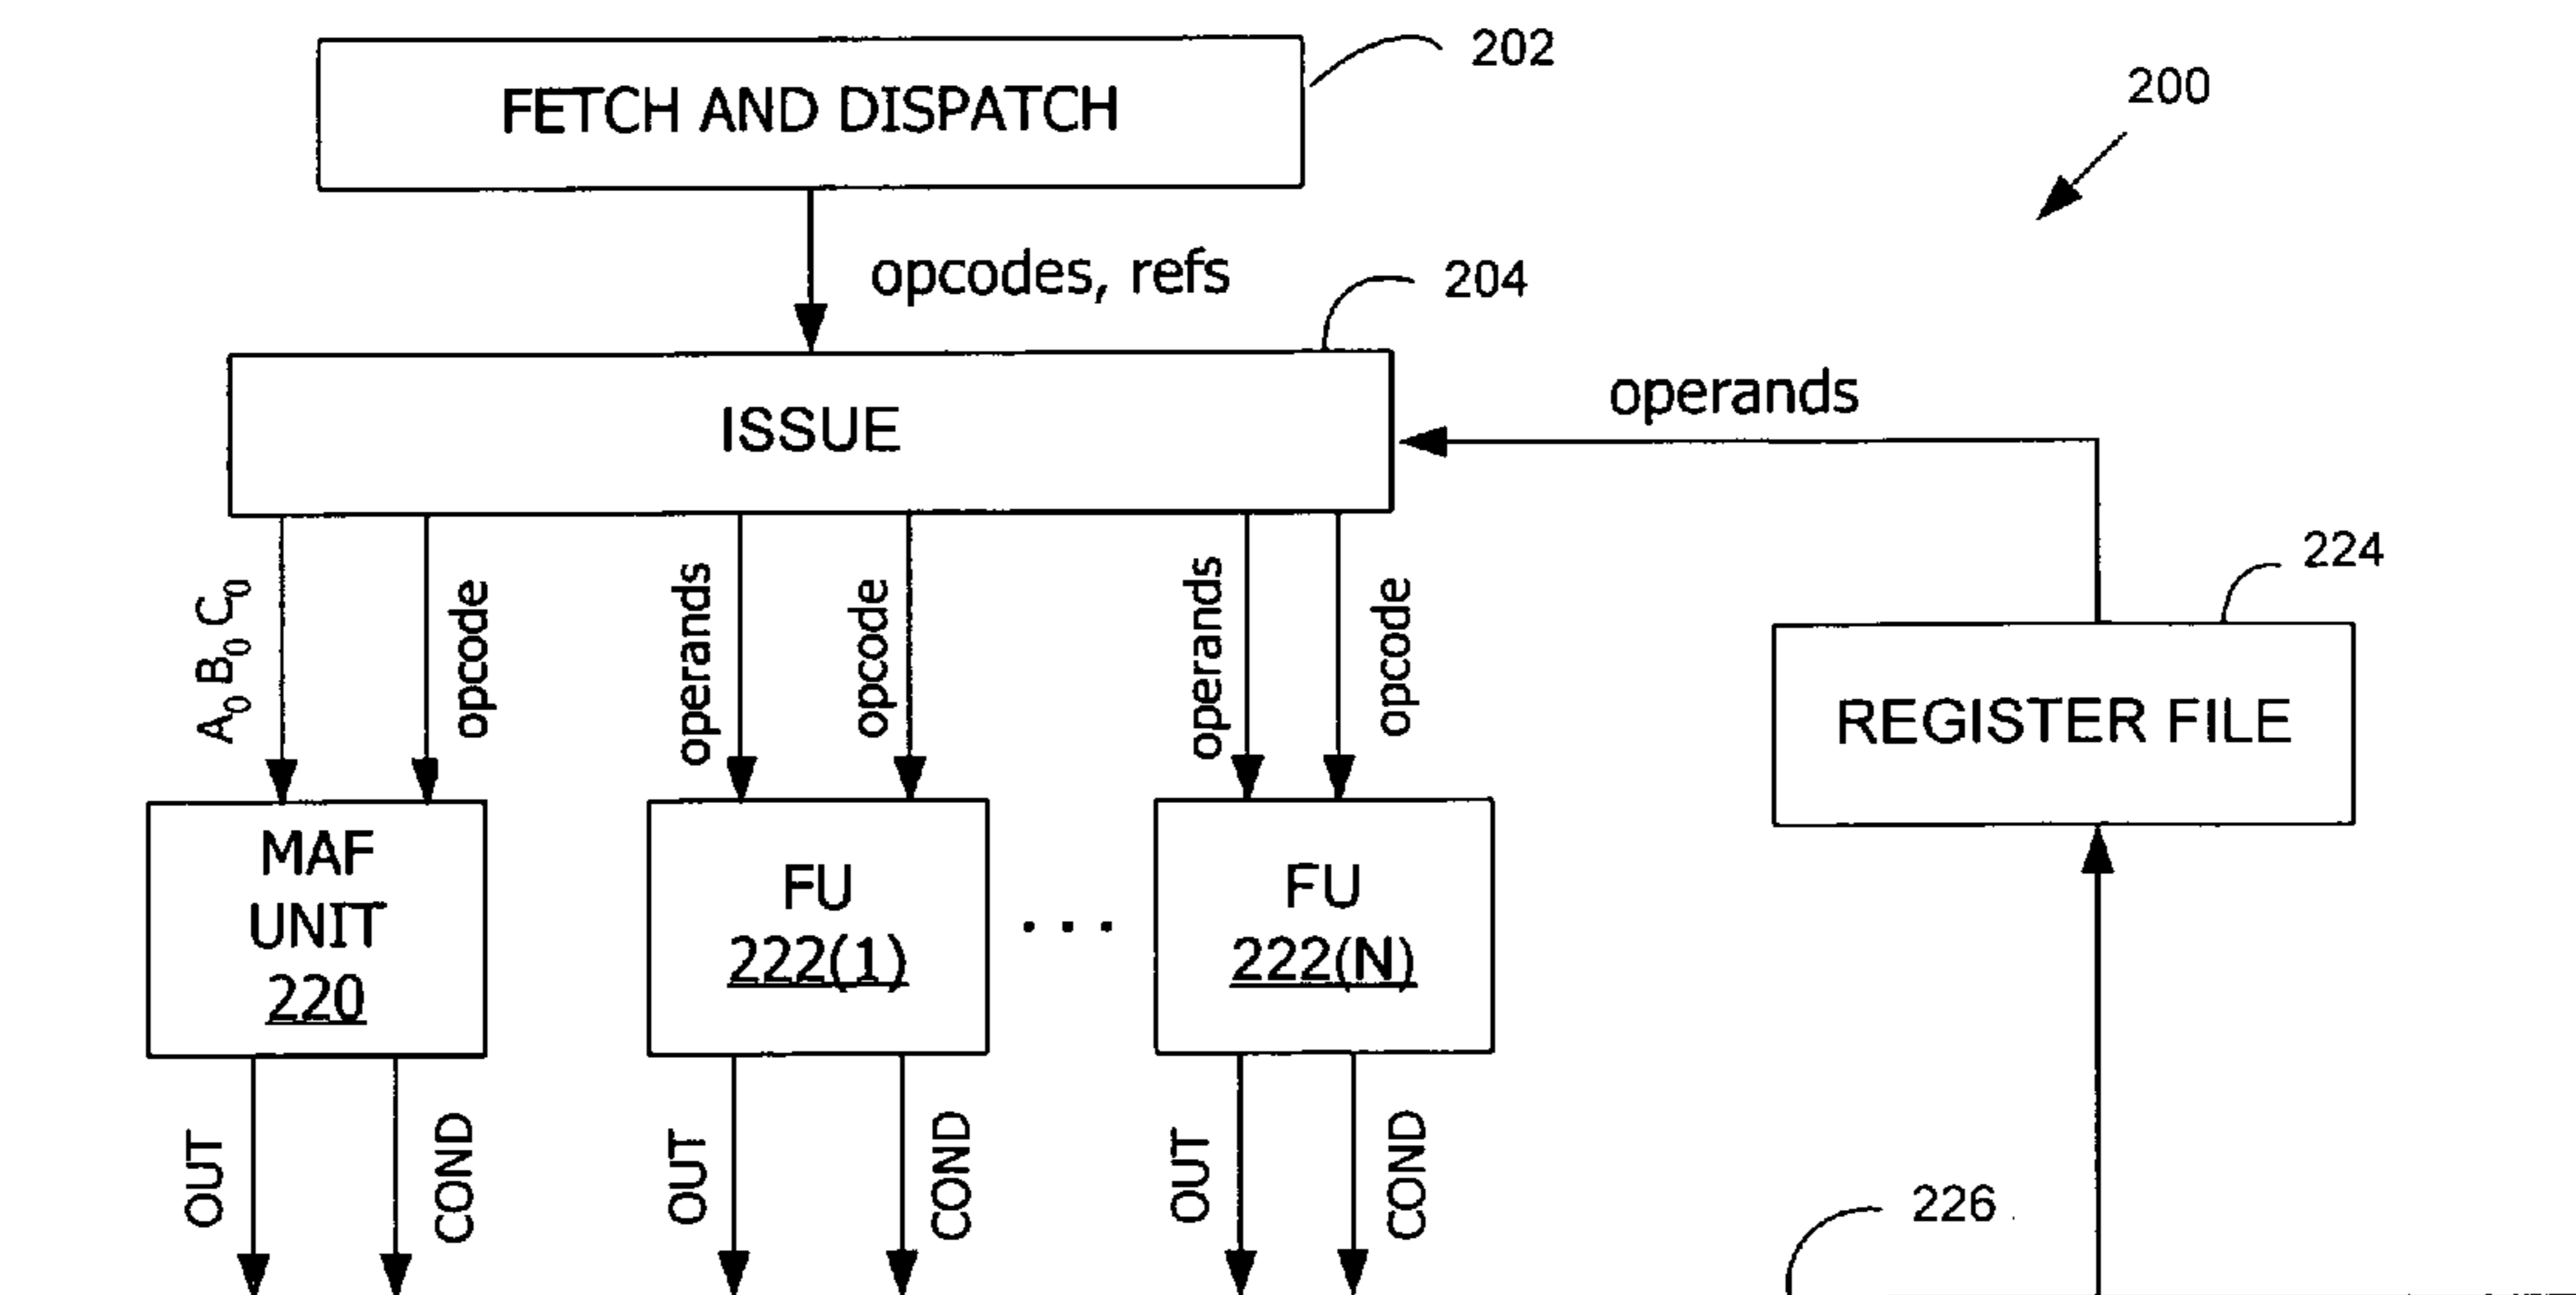 202
FETCH AND DISPATCH
200
opcodes, refs
204
ISSUE
operands
224
A₀ B₀ C₀
opcode
operands
opcode
operands
opcode
REGISTER FILE
MAF
UNIT
220
FU
222(1)
. . .
FU
222(N)
OUT
COND
OUT
COND
OUT
COND
226